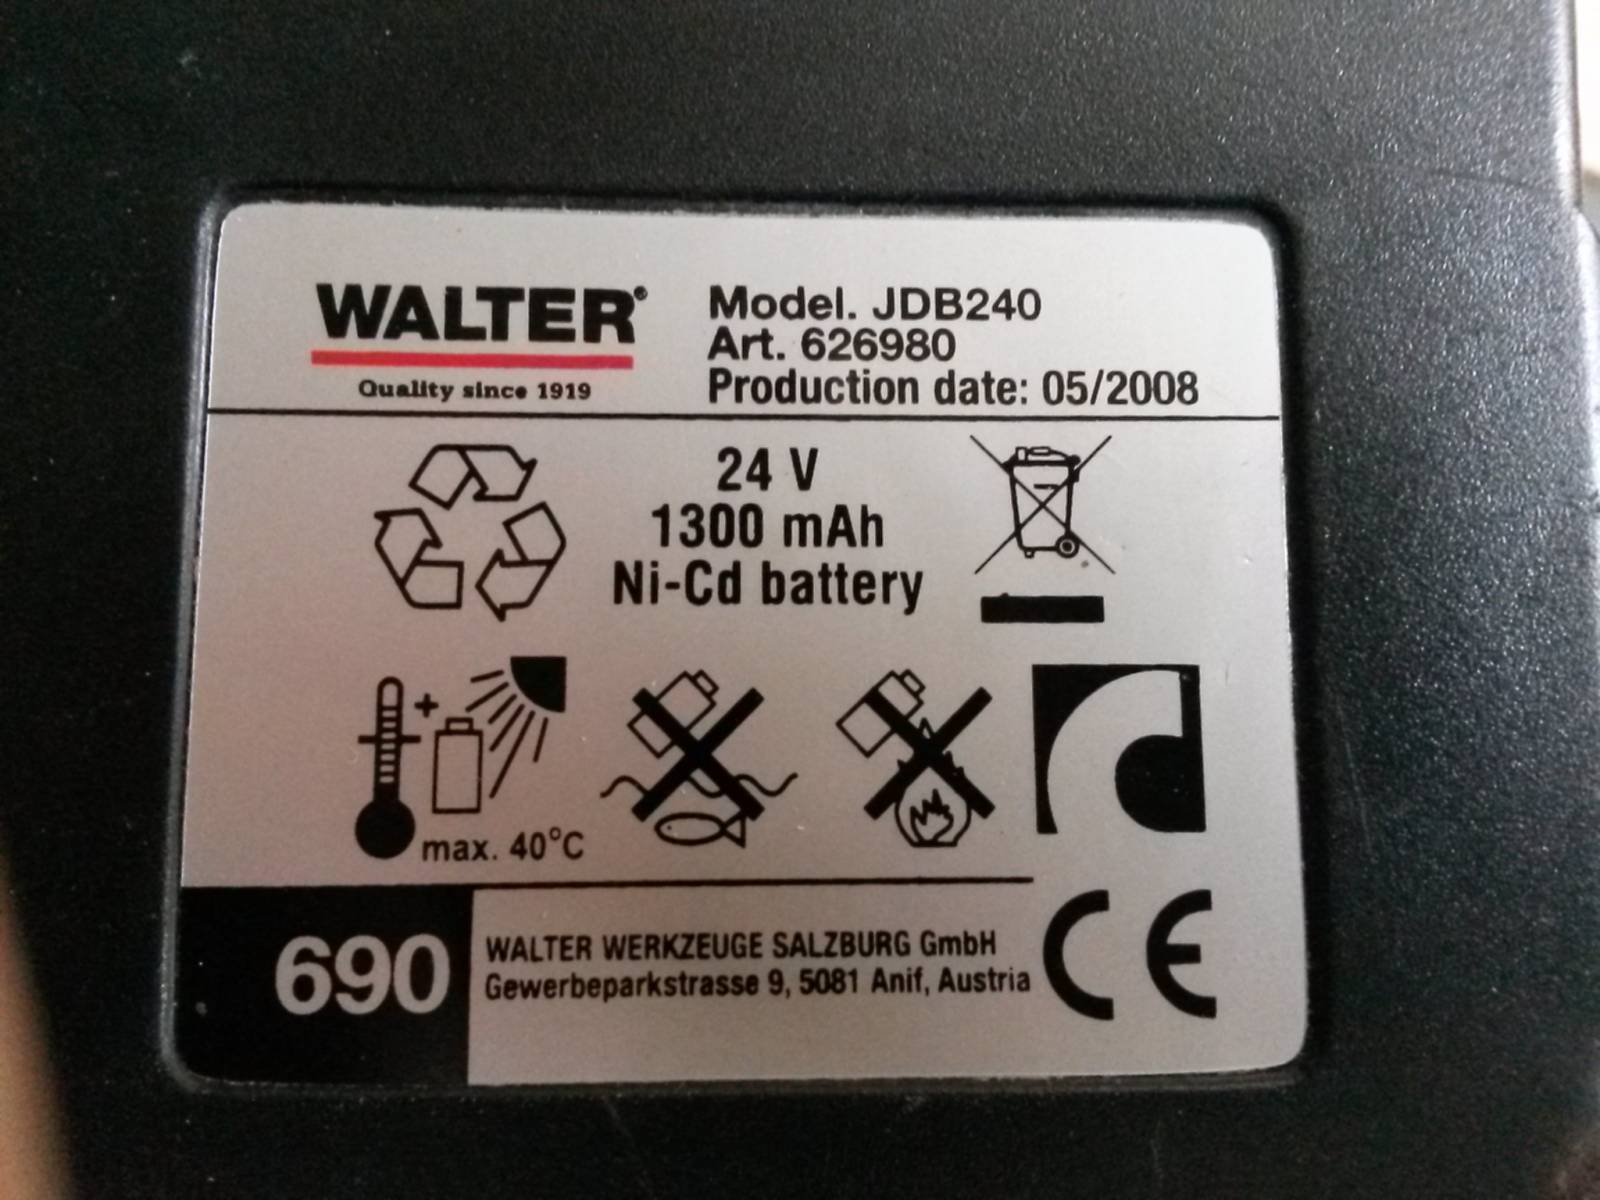 WALTER®
Quality since 1919
Model. JDB240
Art. 626980
Production date: 05/2008
24 V
1300 mAh
Ni-Cd battery
+
max. 40°C
690
WALTER WERKZEUGE SALZBURG GmbH
Gewerbeparkstrasse 9, 5081 Anif, Austria
CE